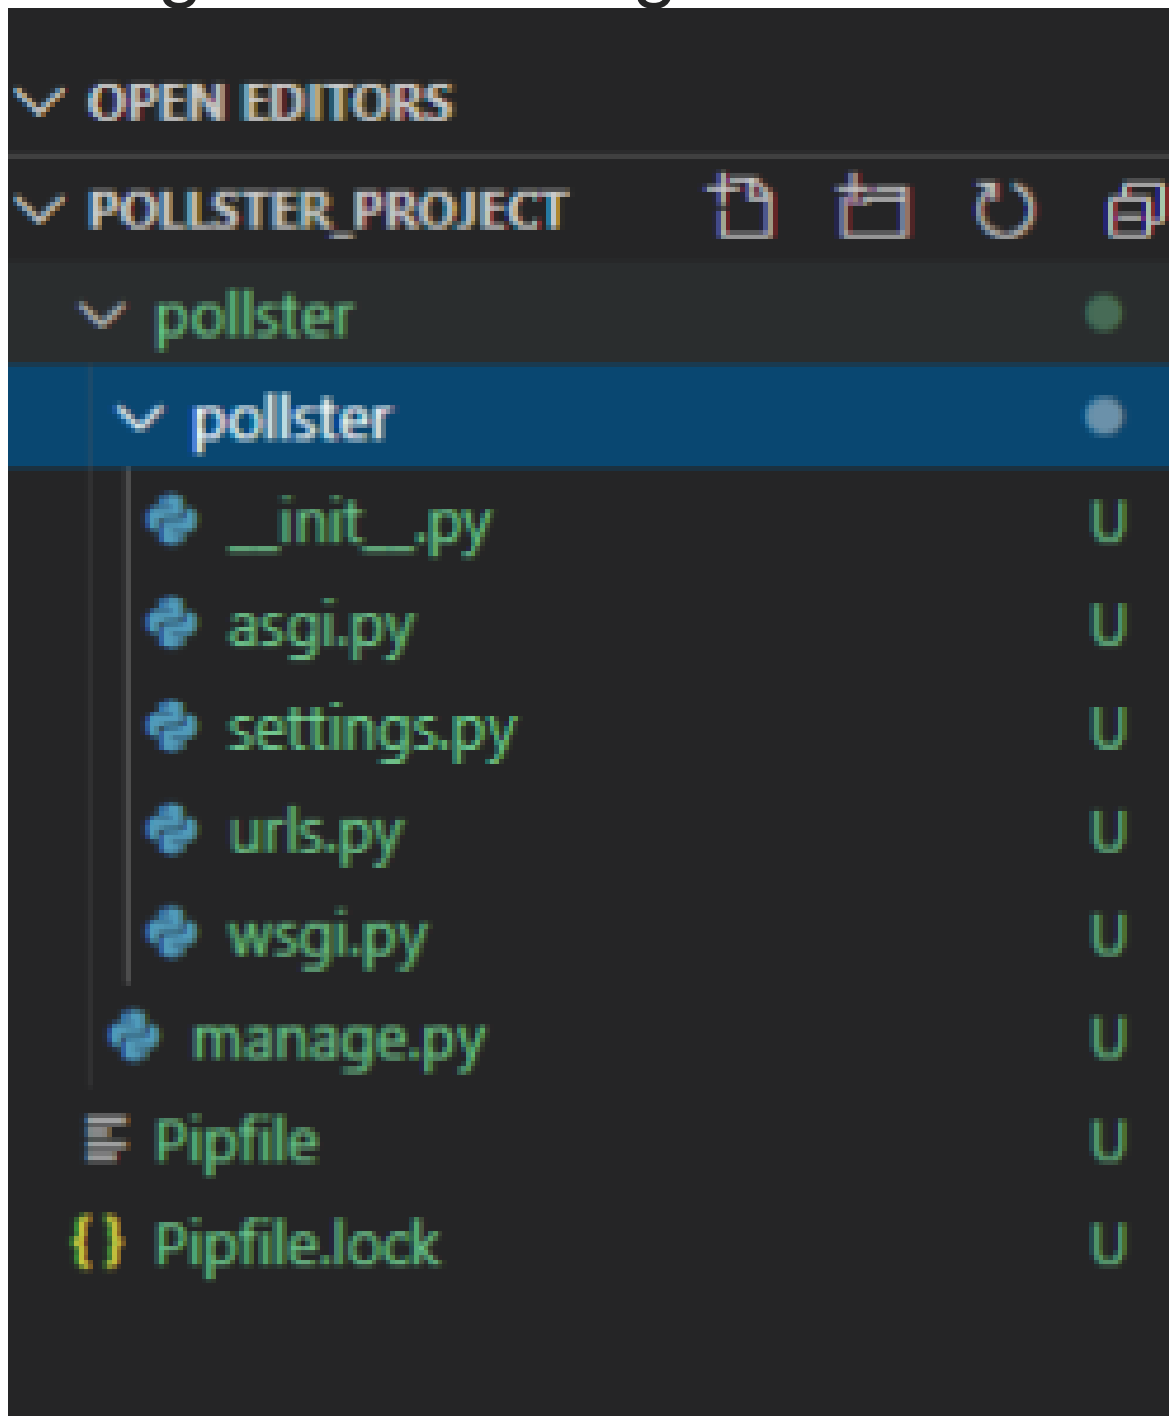 OPEN EDITORS
POLLSTER_PROJECT
pollster
pollster
__init__.py U
asgi.py U
settings.py U
urls.py U
wsgi.py U
manage.py U
Pipfile U
{} Pipfile.lock U